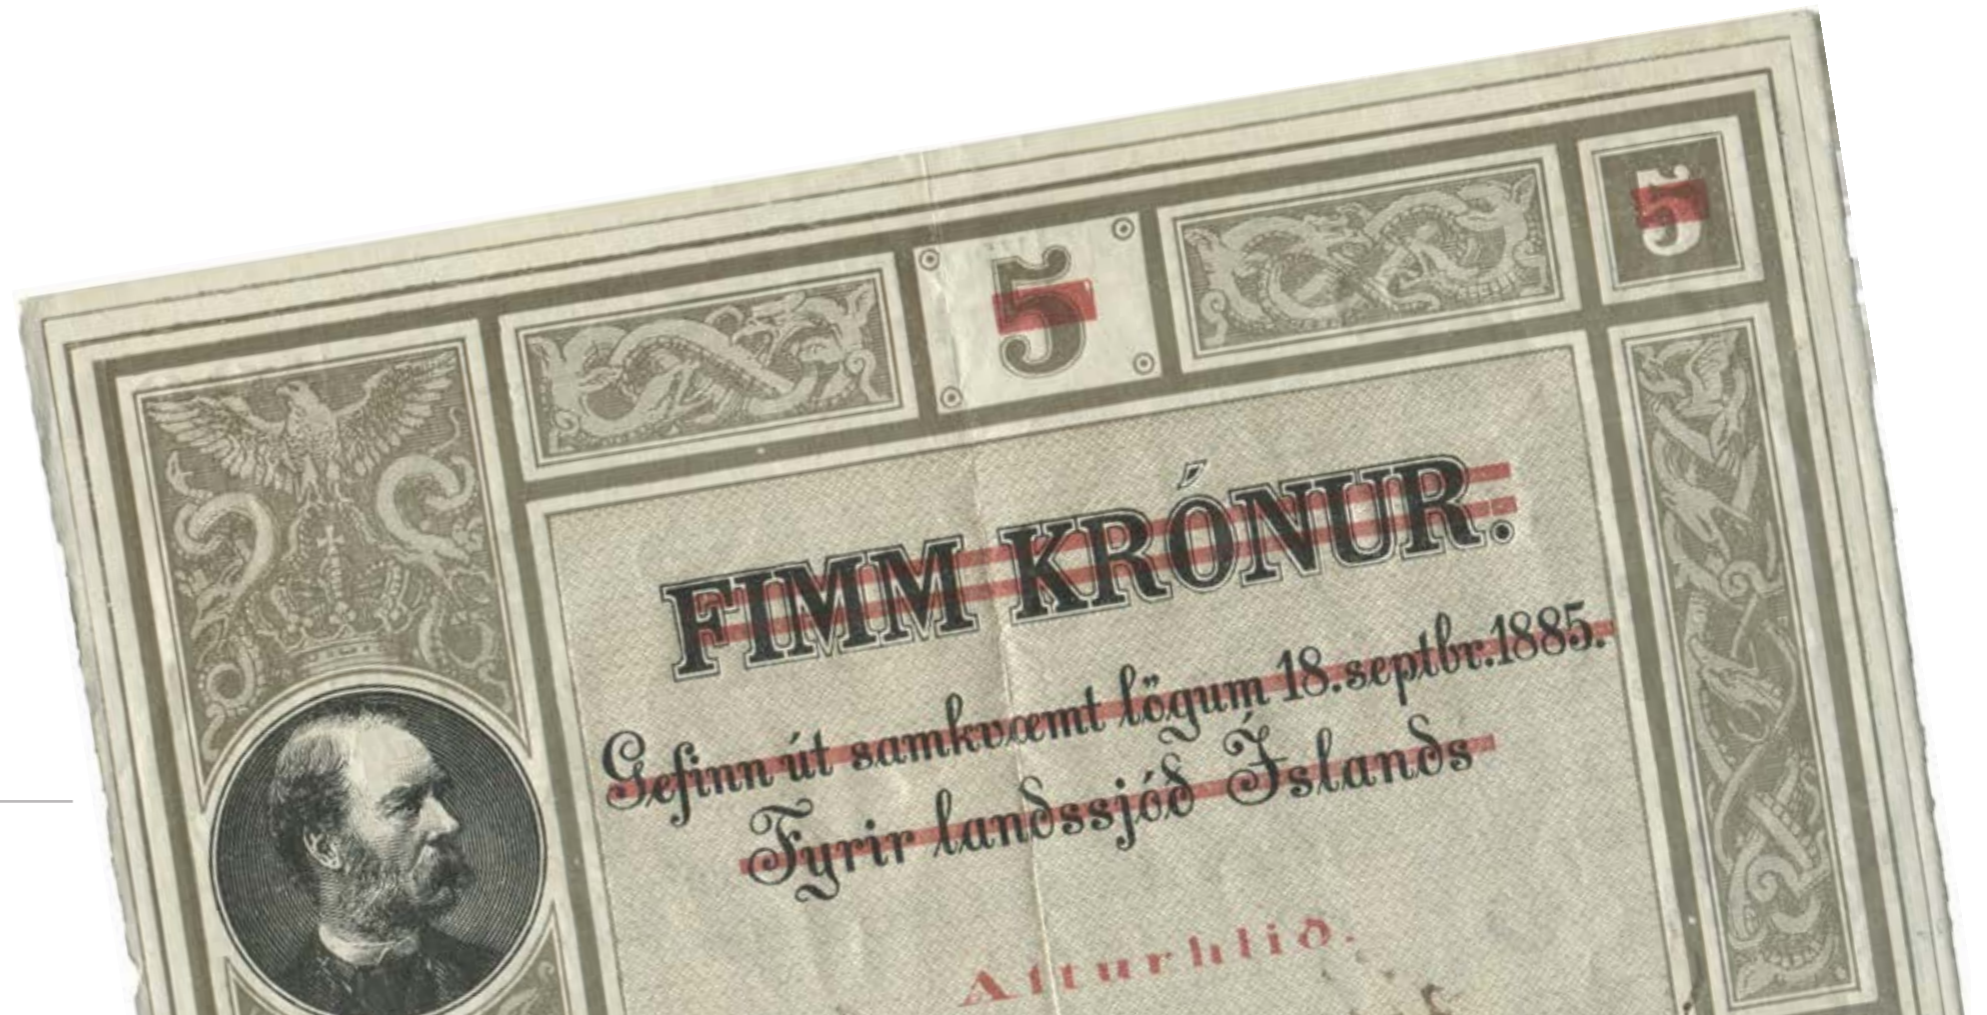 5
5
FIMM KRÓNUR.
Gefinn út samkvæmt lögum 18. septbr. 1885.
Fyrir landssjóð Íslands
Afturhlið.